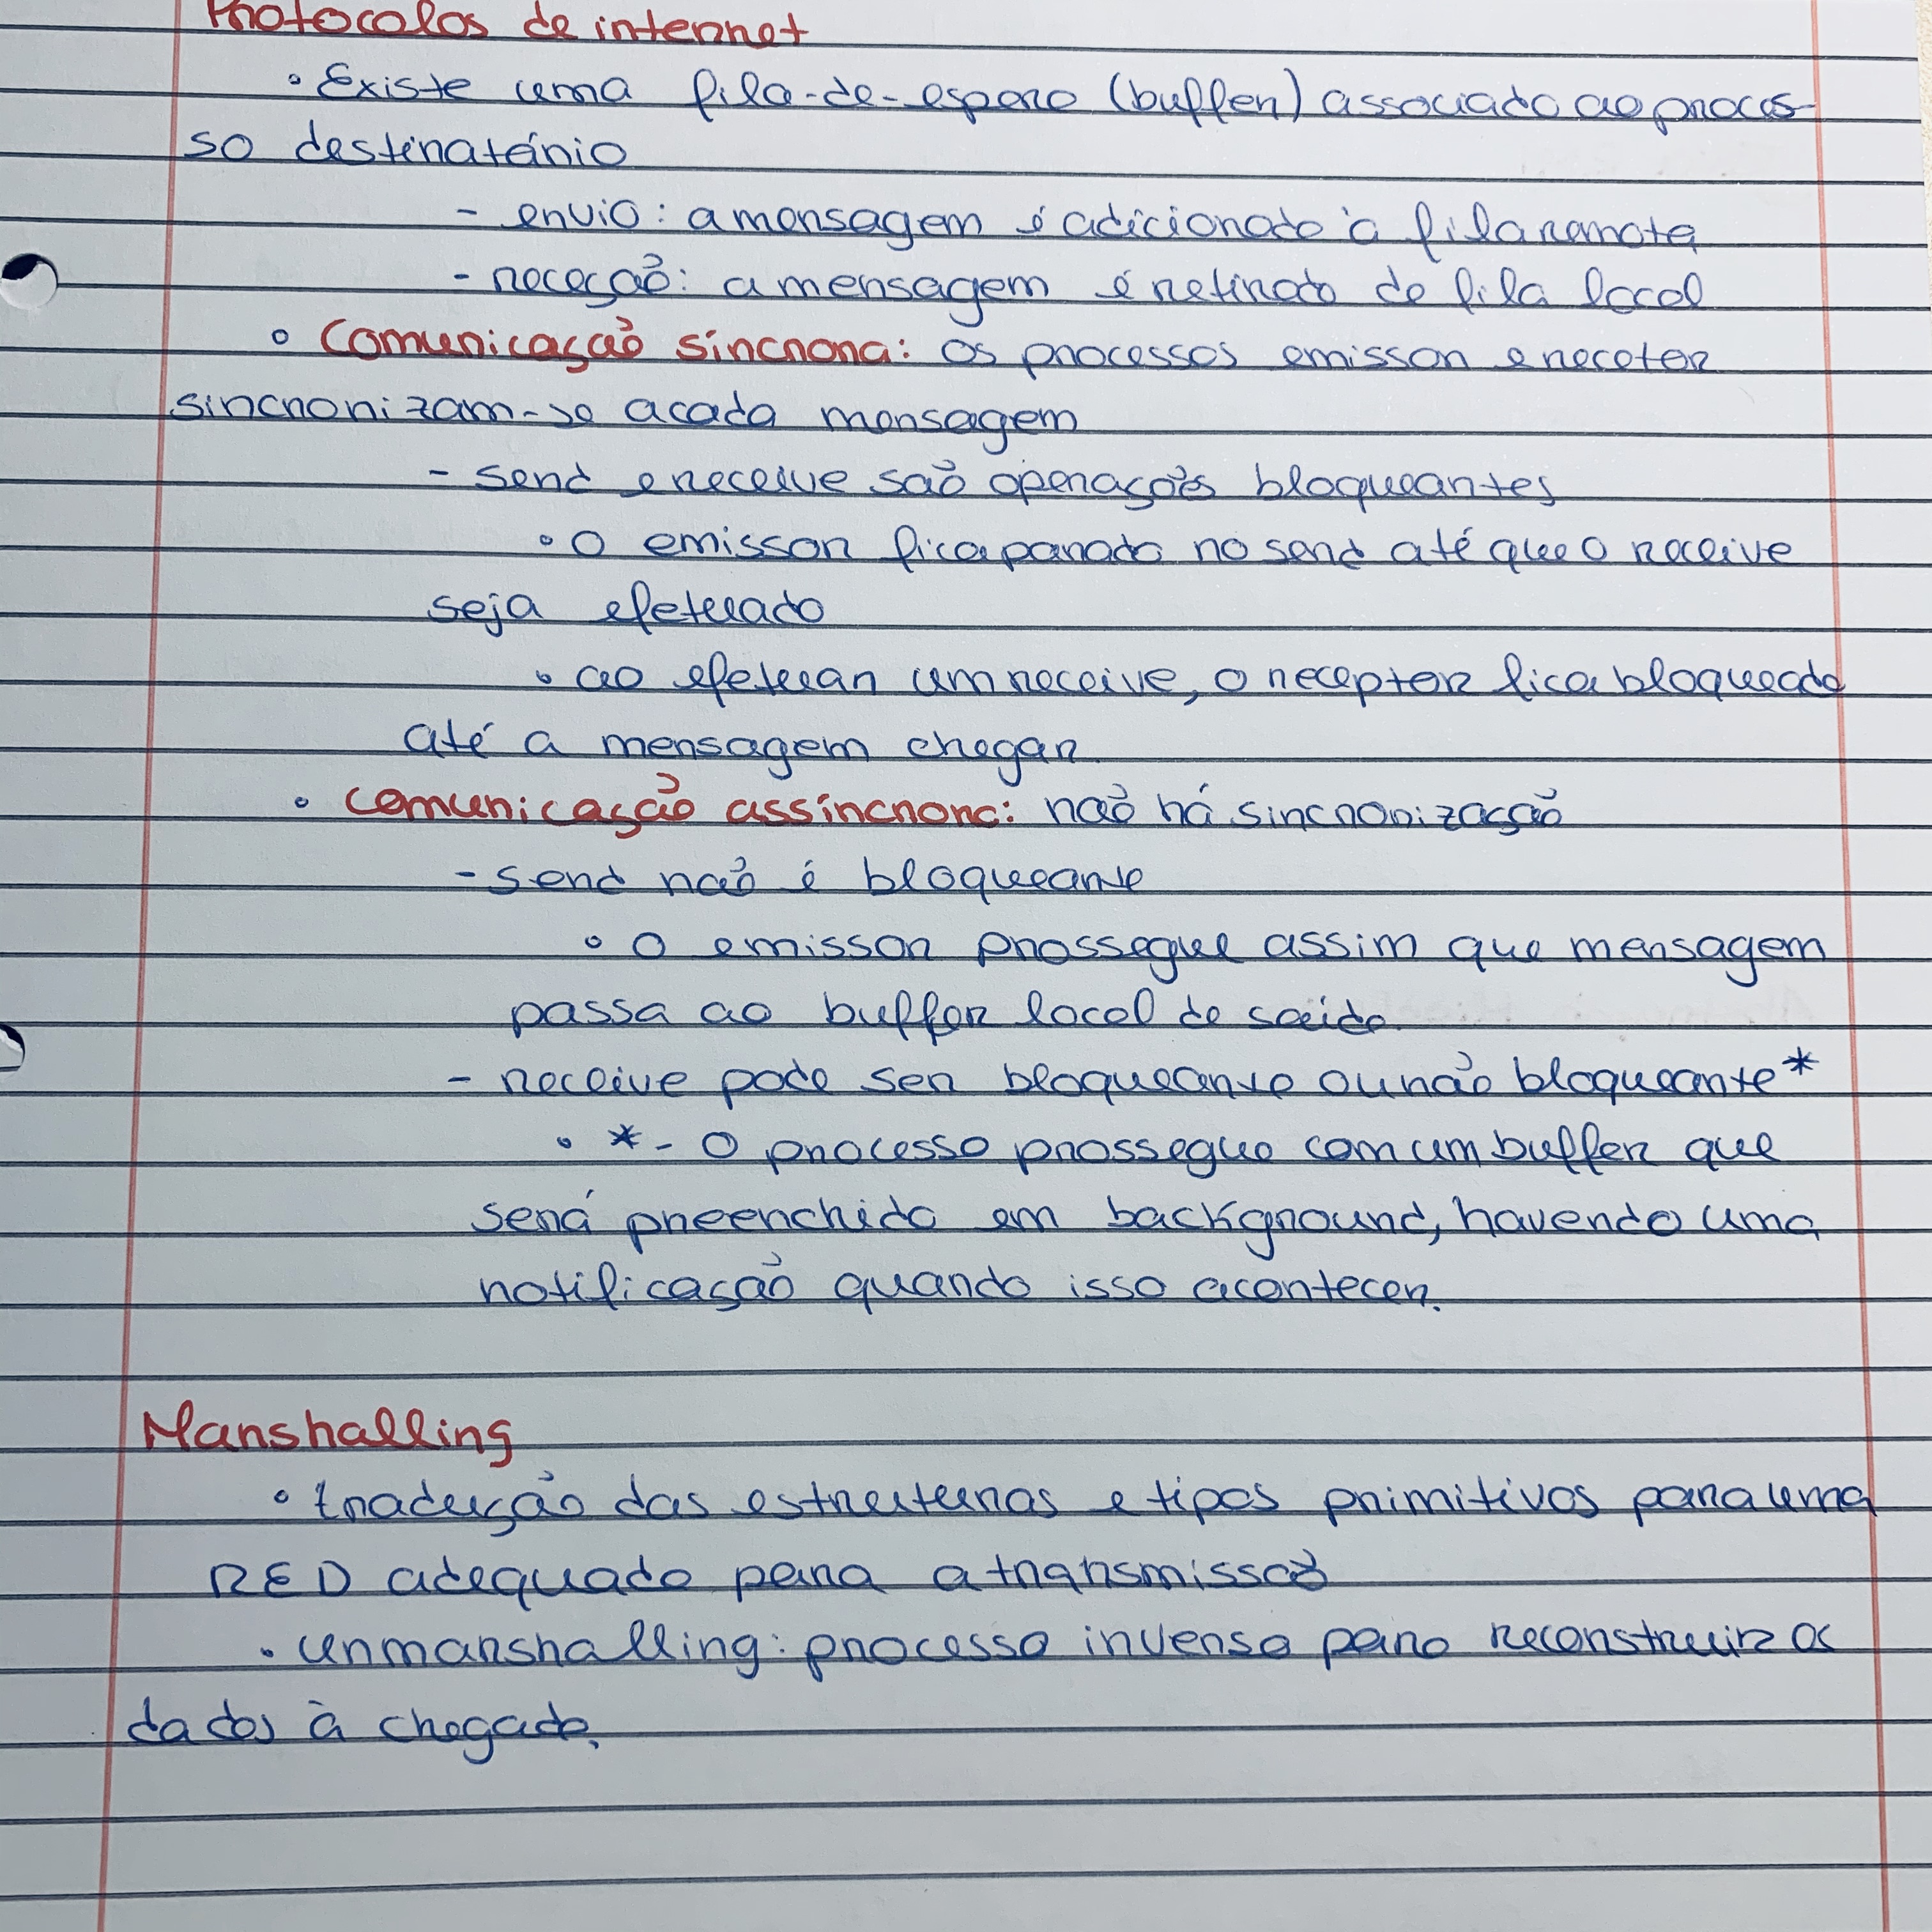 Protocolos de internet
• Existe uma fila-de-espera (buffer) associado ao proces-
so destinatário
- envio: a mensagem é adicionada à fila remota
- receção: a mensagem é retirada da fila local
• Comunicação síncrona: os processos emissor e recetor
sincronizam-se a cada mensagem
- send e receive são operações bloqueantes
• O emissor fica parado no send até que o receive
seja efetuado
• ao efetuar um receive, o receptor fica bloqueado
até a mensagem chegar
• Comunicação assíncrona: não há sincronização
- send não é bloqueante
• O emissor prossegue assim que mensagem
passa ao buffer local de saída.
- receive pode ser bloqueante ou não bloqueante*
• *- O processo prossegue com um buffer que
será preenchido em background, havendo uma
notificação quando isso acontecer.
Marshalling
• tradução das estruturas e tipos primitivos para uma
RED adequada para a transmissão
• unmarshalling: processo inverso para reconstruir os
dados à chegada.